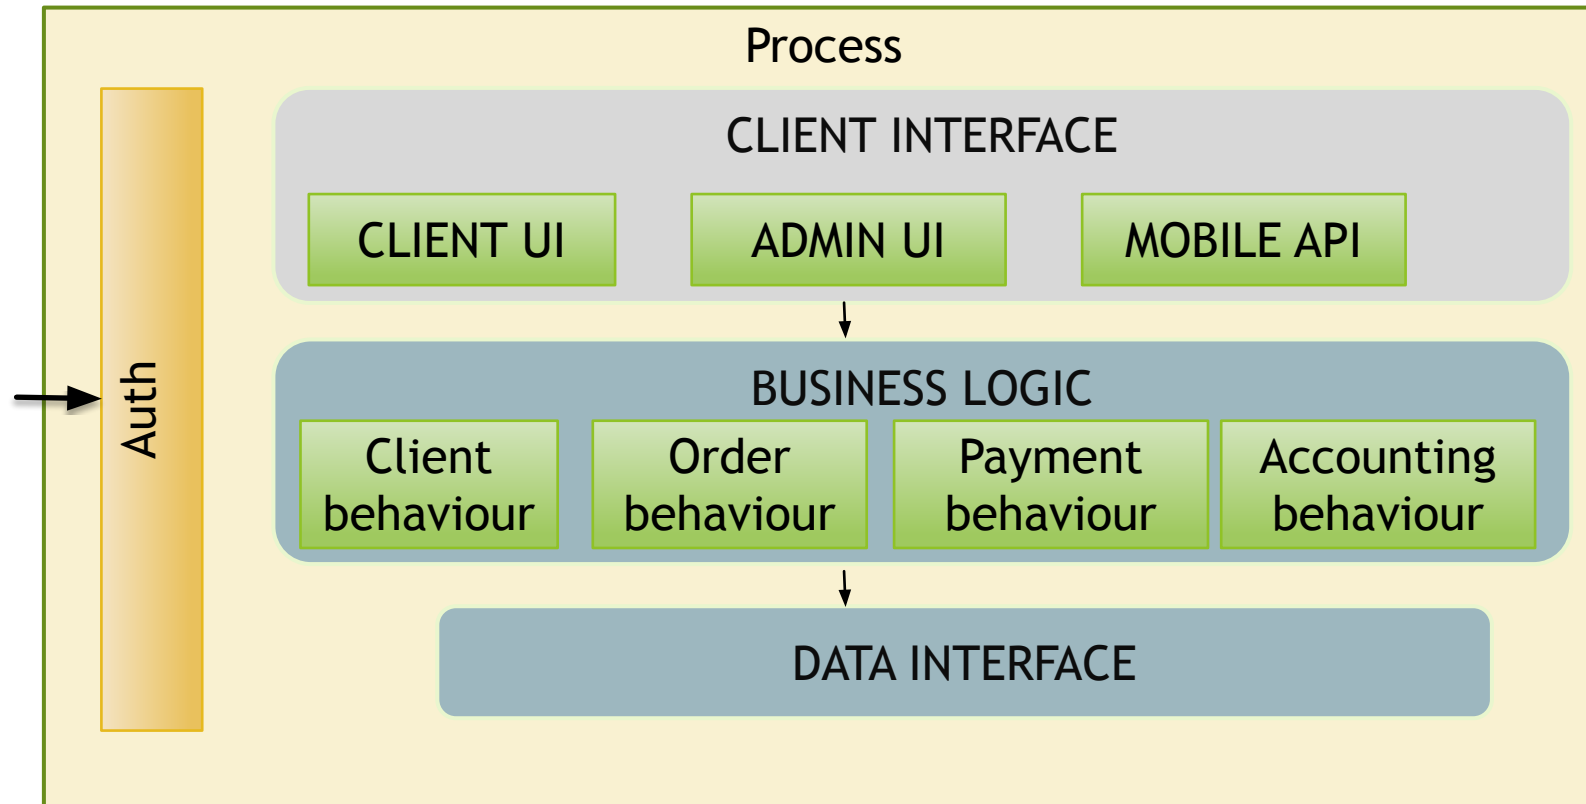 Process
Auth
CLIENT INTERFACE
CLIENT UI
ADMIN UI
MOBILE API
BUSINESS LOGIC
Client
behaviour
Order
behaviour
Payment
behaviour
Accounting
behaviour
DATA INTERFACE